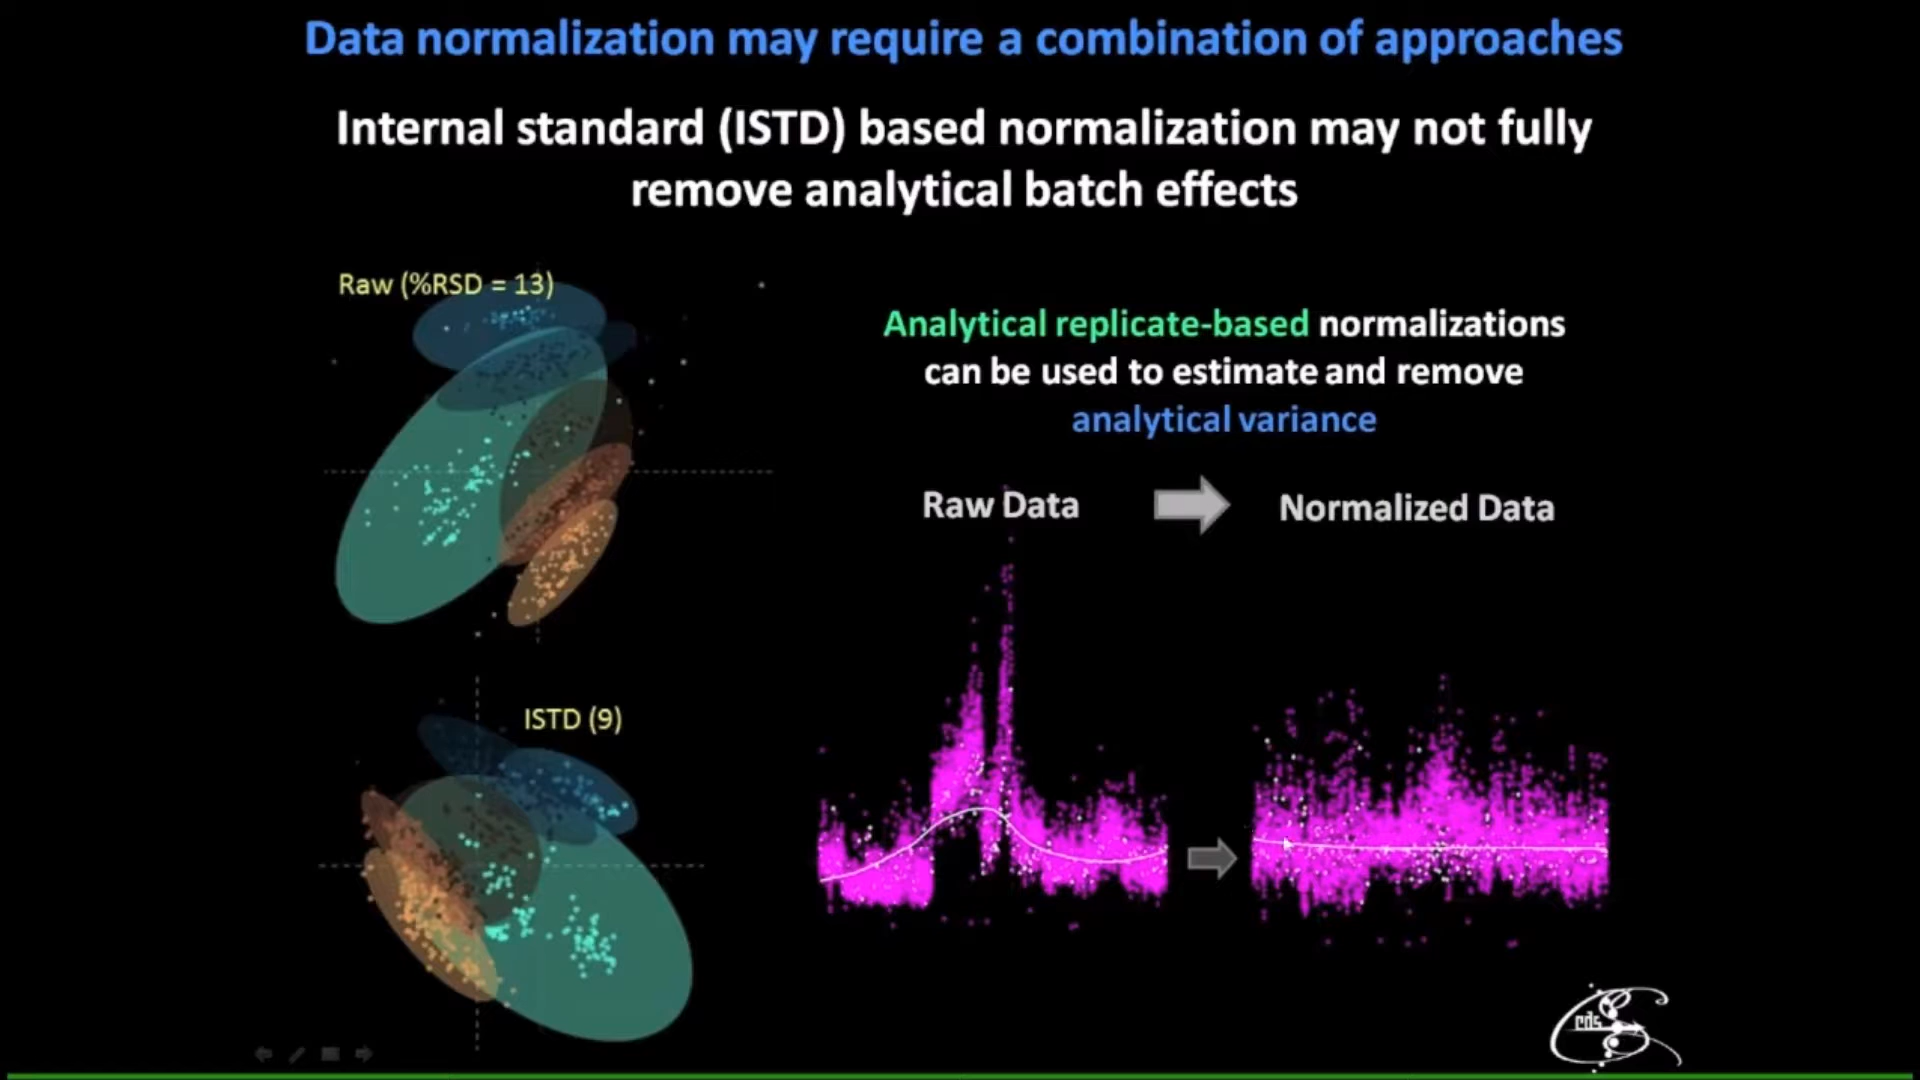 Data normalization may require a combination of approaches
Internal standard (ISTD) based normalization may not fully
remove analytical batch effects
Raw (%RSD = 13)
Analytical replicate-based normalizations
can be used to estimate and remove
analytical variance
Raw Data
Normalized Data
ISTD (9)
cds